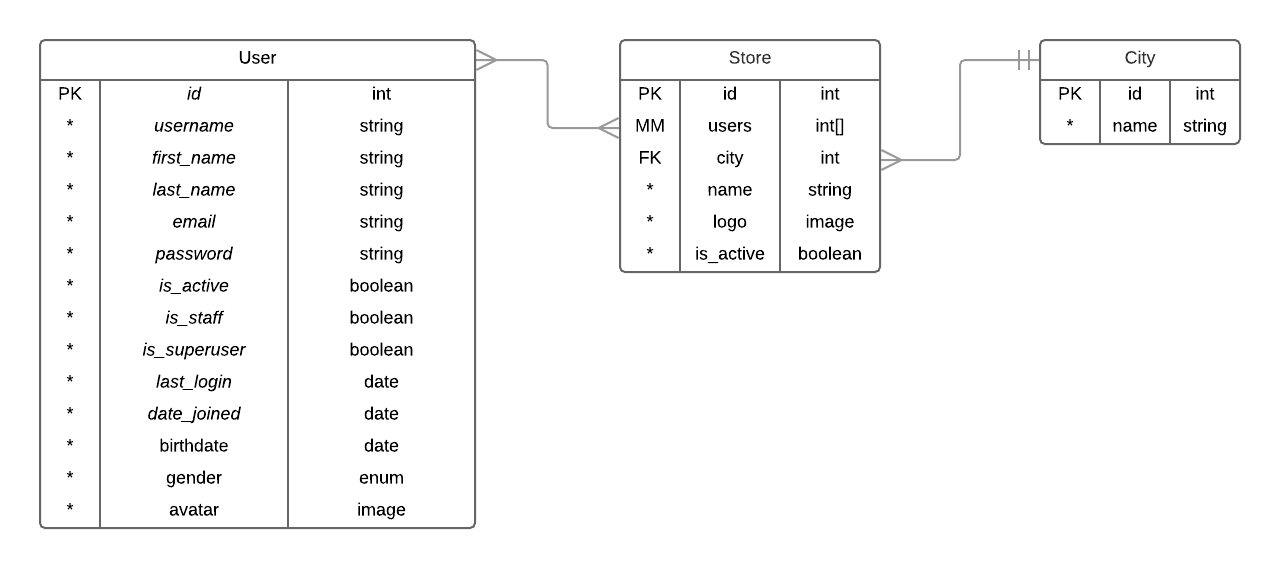 User
PK id int
* username string
* first_name string
* last_name string
* email string
* password string
* is_active boolean
* is_staff boolean
* is_superuser boolean
* last_login date
* date_joined date
* birthdate date
* gender enum
* avatar image
Store
PK id int
MM users int[]
FK city int
* name string
* logo image
* is_active boolean
City
PK id int
* name string